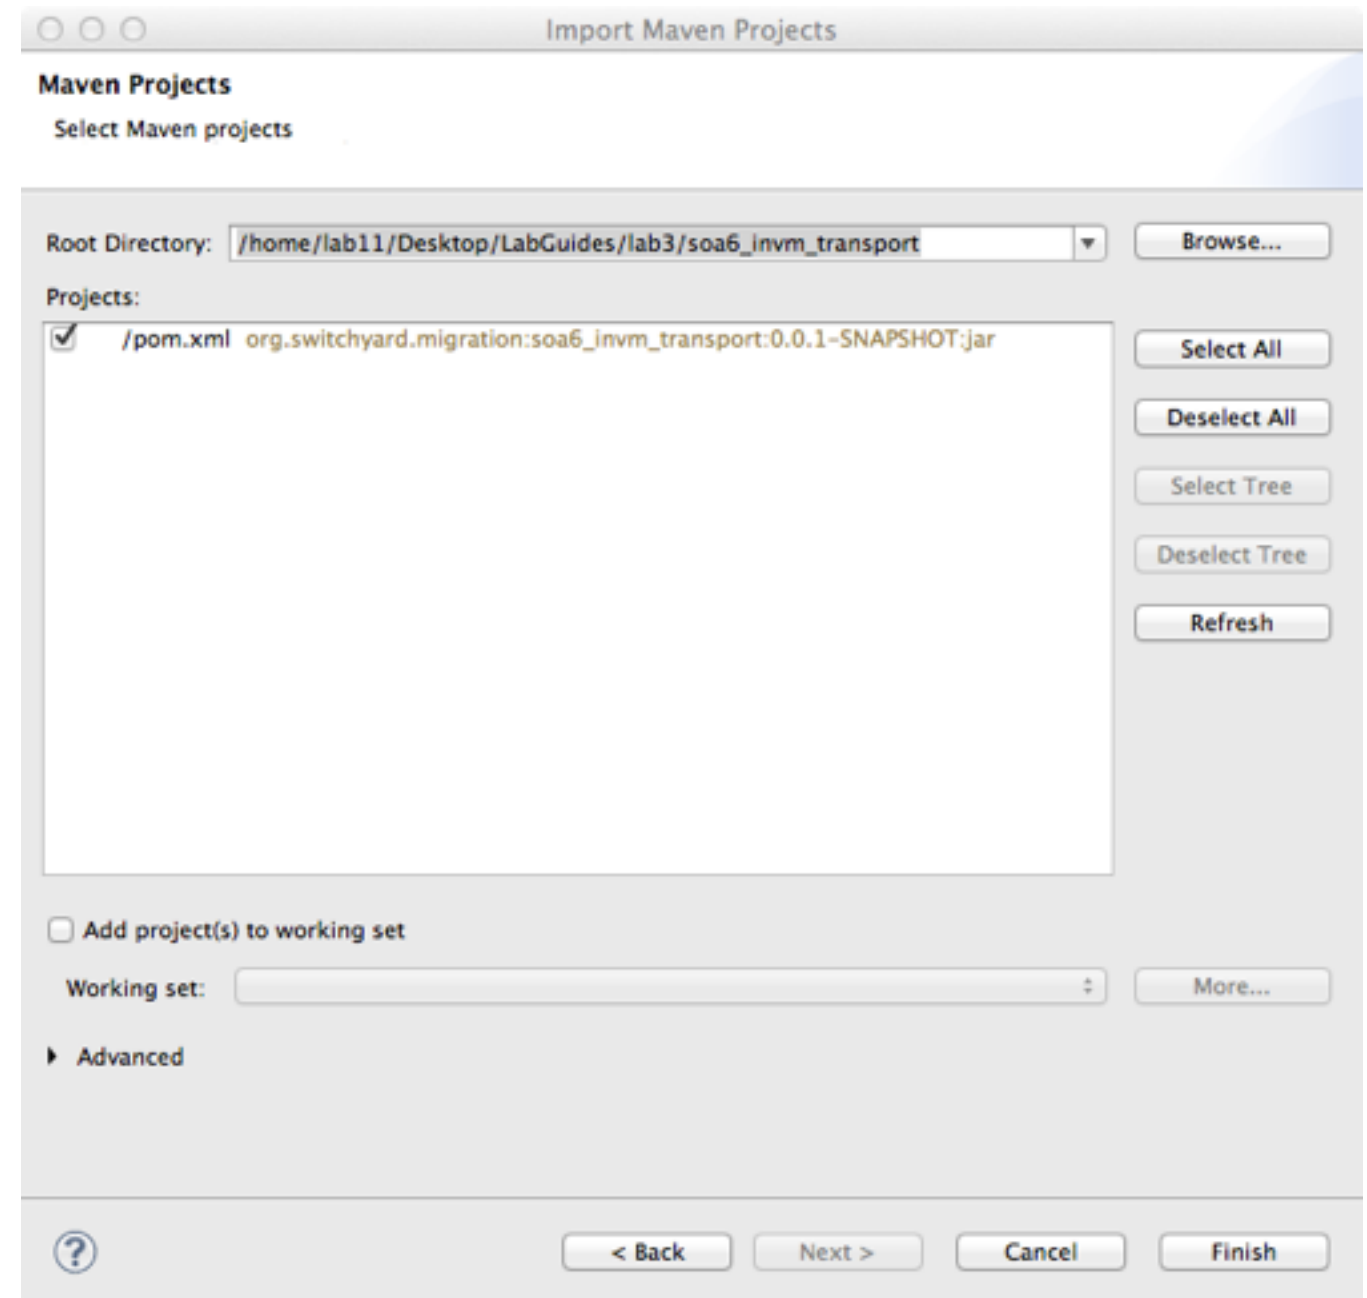 Import Maven Projects
Maven Projects
Select Maven projects
Root Directory: /home/lab11/Desktop/LabGuides/lab3/soa6_invm_transport Browse...
Projects:
/pom.xml org.switchyard.migration:soa6_invm_transport:0.0.1-SNAPSHOT:jar
Select All
Deselect All
Select Tree
Deselect Tree
Refresh
Add project(s) to working set
Working set: More...
Advanced
? < Back Next > Cancel Finish